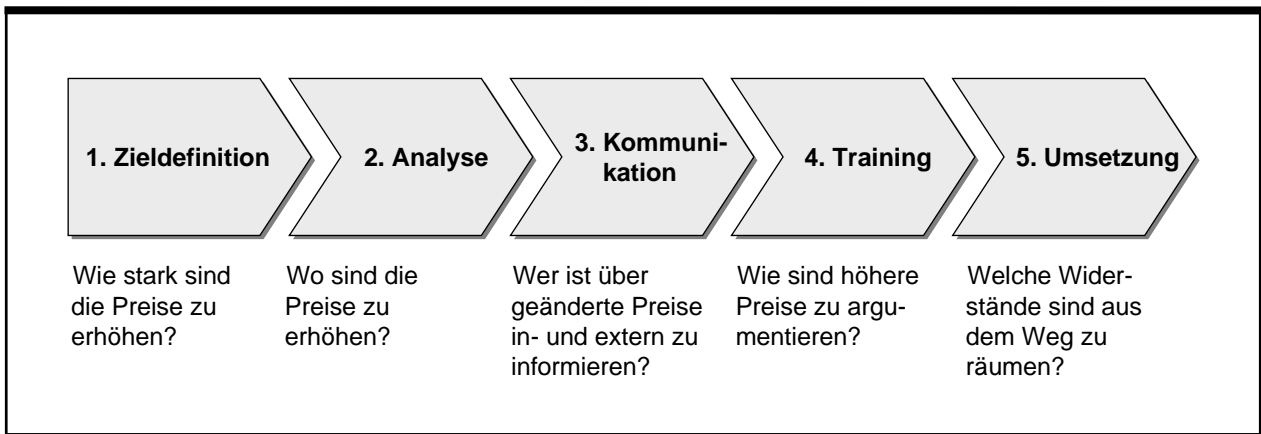 1. Zieldefinition
2. Analyse
3. Kommuni-
kation
4. Training
5. Umsetzung
Wie stark sind
die Preise zu
erhöhen?
Wo sind die
Preise zu
erhöhen?
Wer ist über
geänderte Preise
in- und extern zu
informieren?
Wie sind höhere
Preise zu argu-
mentieren?
Welche Wider-
stände sind aus
dem Weg zu
räumen?